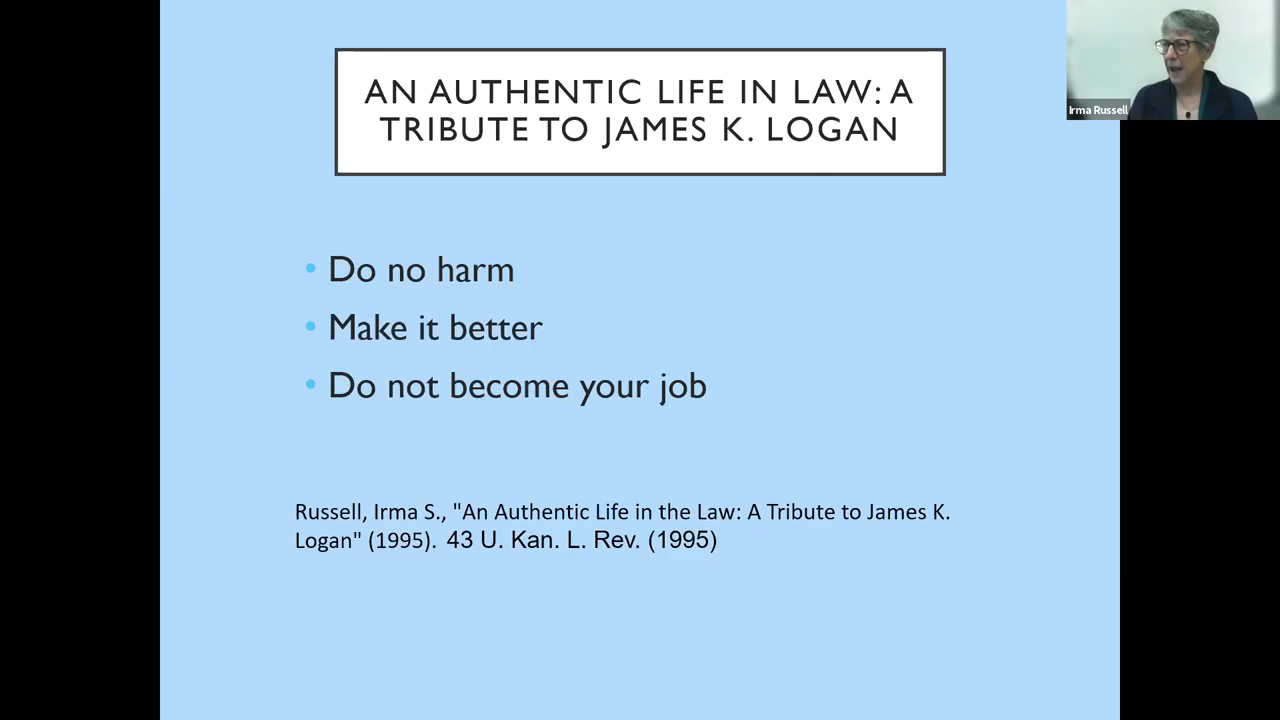 AN AUTHENTIC LIFE IN LAW: A
TRIBUTE TO JAMES K. LOGAN
Irma Russell
• Do no harm
• Make it better
• Do not become your job
Russell, Irma S., "An Authentic Life in the Law: A Tribute to James K.
Logan" (1995). 43 U. Kan. L. Rev. (1995)